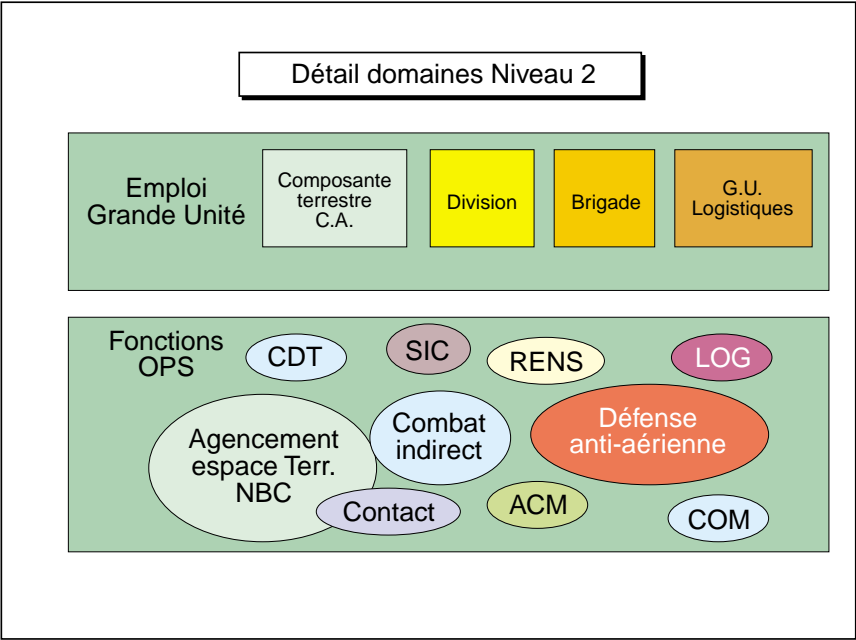 Détail domaines Niveau 2
Emploi
Grande Unité
Composante
terrestre
C.A.
Division
Brigade
G.U.
Logistiques
Fonctions
OPS
CDT
SIC
RENS
LOG
Agencement
espace Terr.
NBC
Combat
indirect
Défense
anti-aérienne
Contact
ACM
COM